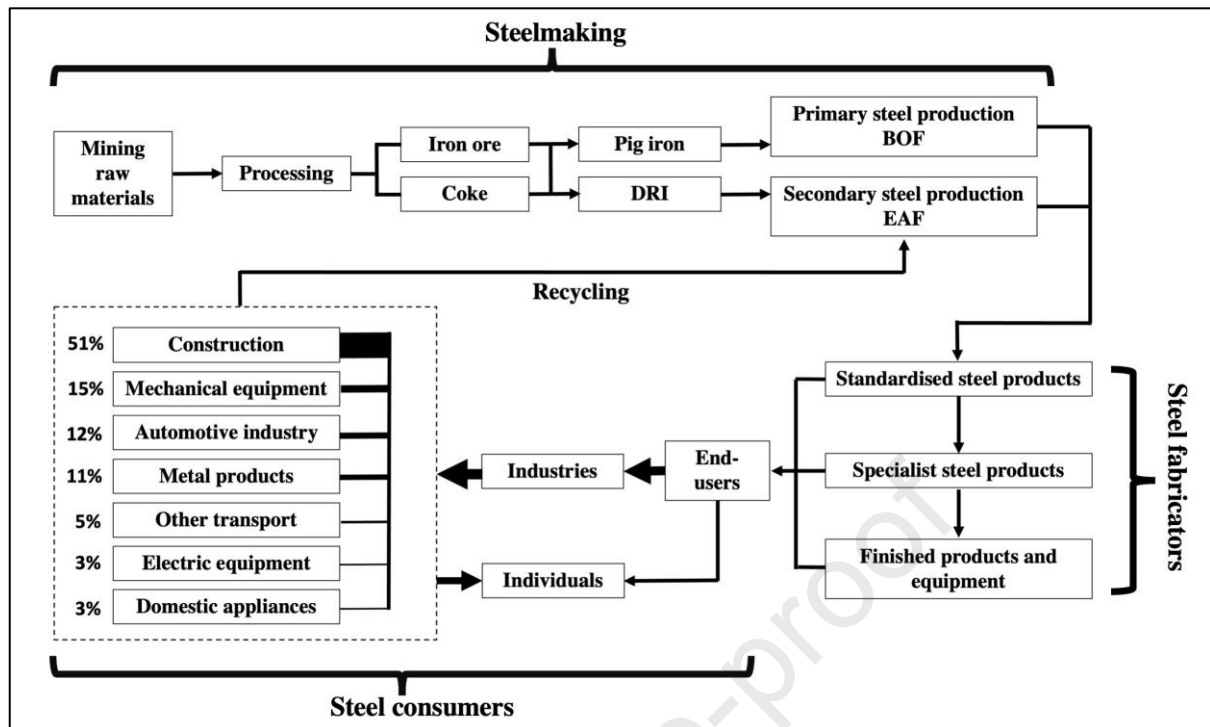 Steelmaking
Mining
raw
materials
Processing
Iron ore
Coke
Pig iron
DRI
Primary steel production
BOF
Secondary steel production
EAF
Recycling
51%
Construction
15%
Mechanical equipment
12%
Automotive industry
11%
Metal products
5%
Other transport
3%
Electric equipment
3%
Domestic appliances
Industries
Individuals
End-
users
Standardised steel products
Specialist steel products
Finished products and
equipment
Steel fabricators
Steel consumers
e-proof